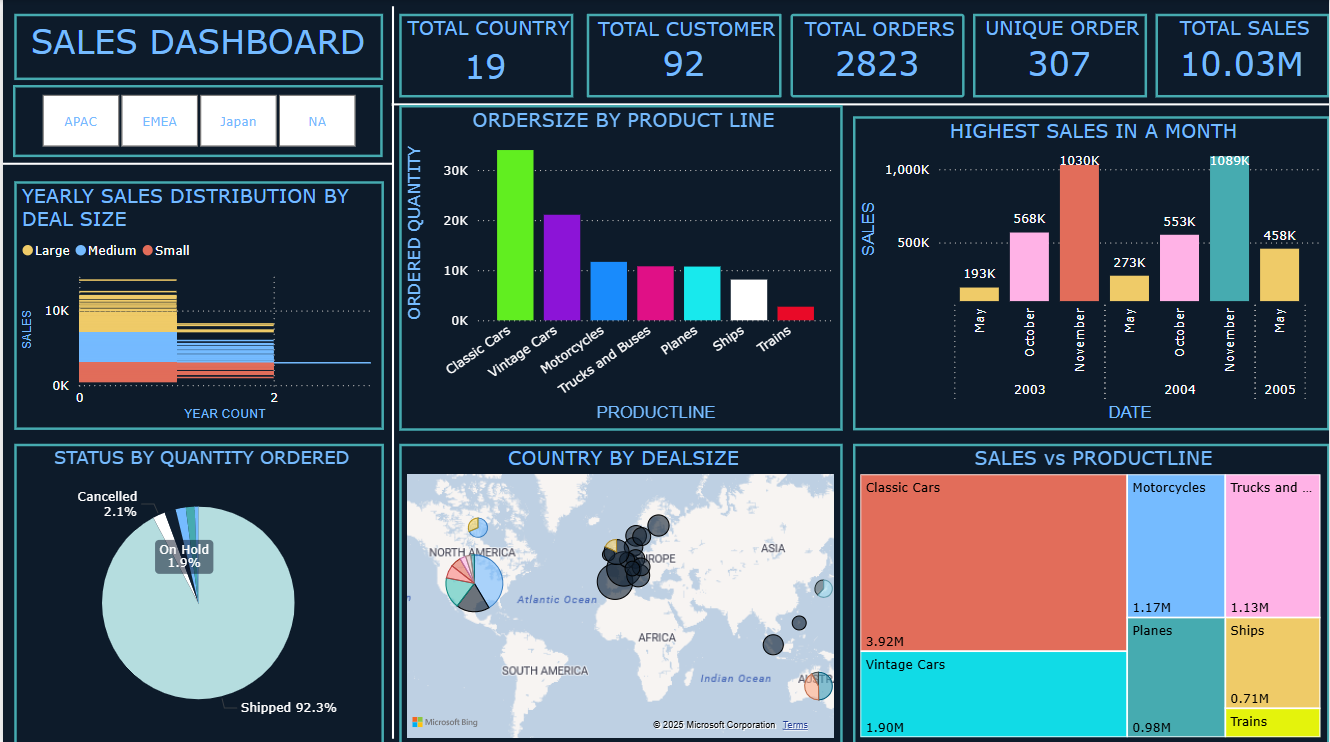 SALES DASHBOARD
APAC
EMEA
Japan
NA
TOTAL COUNTRY
19
TOTAL CUSTOMER
92
TOTAL ORDERS
2823
UNIQUE ORDER
307
TOTAL SALES
10.03M
YEARLY SALES DISTRIBUTION BY
DEAL SIZE
Large Medium Small
SALES
10K
0K
0 2
YEAR COUNT
ORDERSIZE BY PRODUCT LINE
ORDERED QUANTITY
30K
20K
10K
0K
Classic Cars
Vintage Cars
Motorcycles
Trucks and Buses
Planes
Ships
Trains
PRODUCTLINE
HIGHEST SALES IN A MONTH
SALES
1,000K
500K
193K
568K
1030K
273K
553K
1089K
458K
May
October
November
May
October
November
May
2003 2004 2005
DATE
STATUS BY QUANTITY ORDERED
Cancelled
2.1%
On Hold
1.9%
Shipped 92.3%
COUNTRY BY DEALSIZE
NORTH AMERICA
ASIA
Atlantic Ocean
AFRICA
SOUTH AMERICA
Indian Ocean
Microsoft Bing
© 2025 Microsoft Corporation Terms
SALES vs PRODUCTLINE
Classic Cars
3.92M
Vintage Cars
1.90M
Motorcycles
1.17M
Trucks and ...
1.13M
Planes
0.98M
Ships
0.71M
Trains